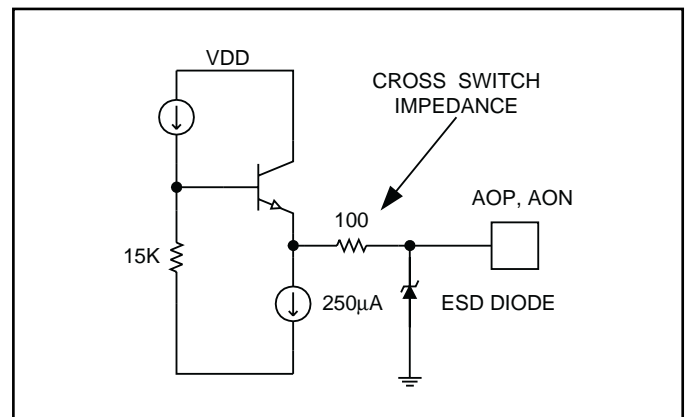 VDD
CROSS SWITCH
IMPEDANCE
AOP, AON
100
15K
250μA
ESD DIODE